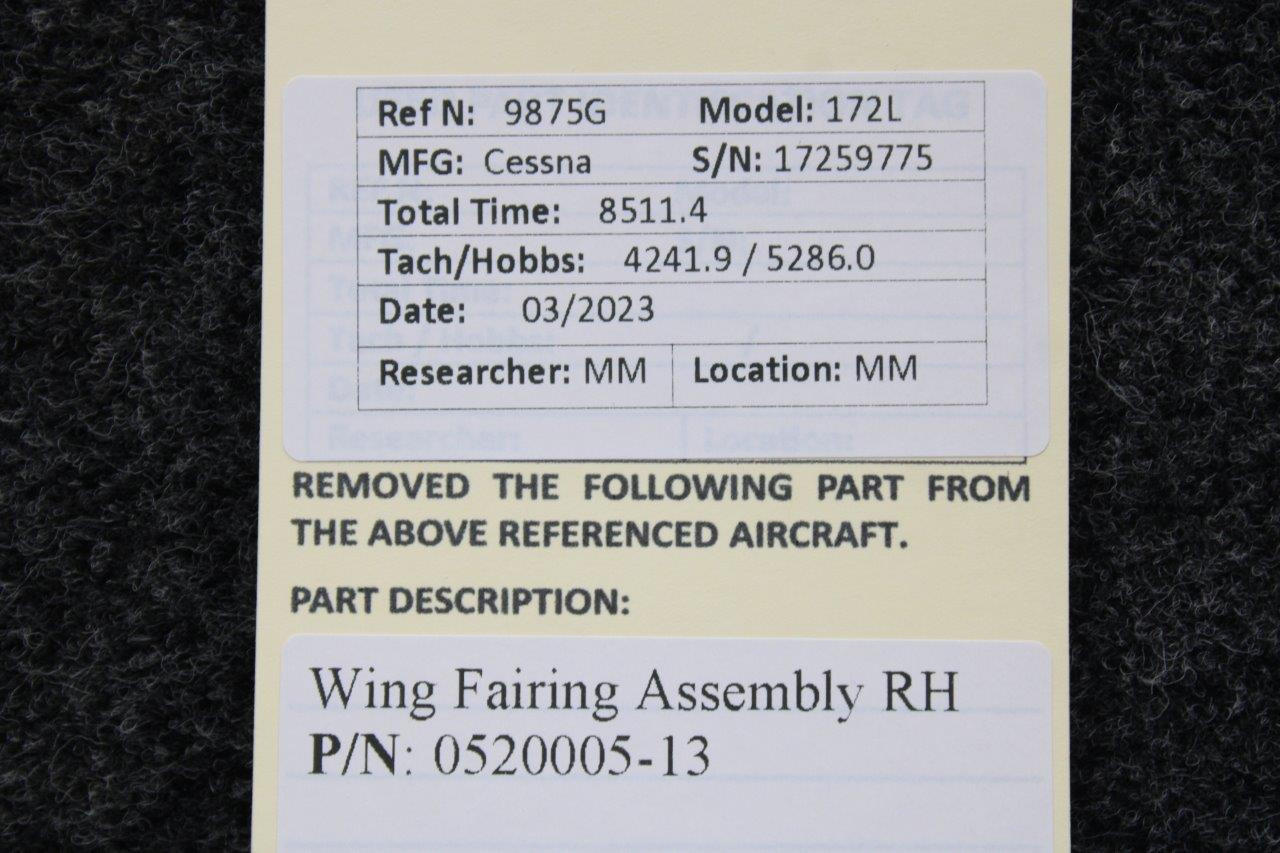 Ref N: 9875G Model: 172L
MFG: Cessna S/N: 17259775
Total Time: 8511.4
Tach/Hobbs: 4241.9 / 5286.0
Date: 03/2023
Researcher: MM Location: MM
REMOVED THE FOLLOWING PART FROM
THE ABOVE REFERENCED AIRCRAFT.
PART DESCRIPTION:
Wing Fairing Assembly RH
P/N: 0520005-13